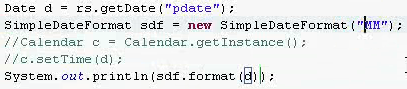 Date d = rs.getDate("pdate");
SimpleDateFormat sdf = new SimpleDateFormat("MM");
//Calendar c = Calendar.getInstance();
//c.setTime(d);
System.out.println(sdf.format(d));